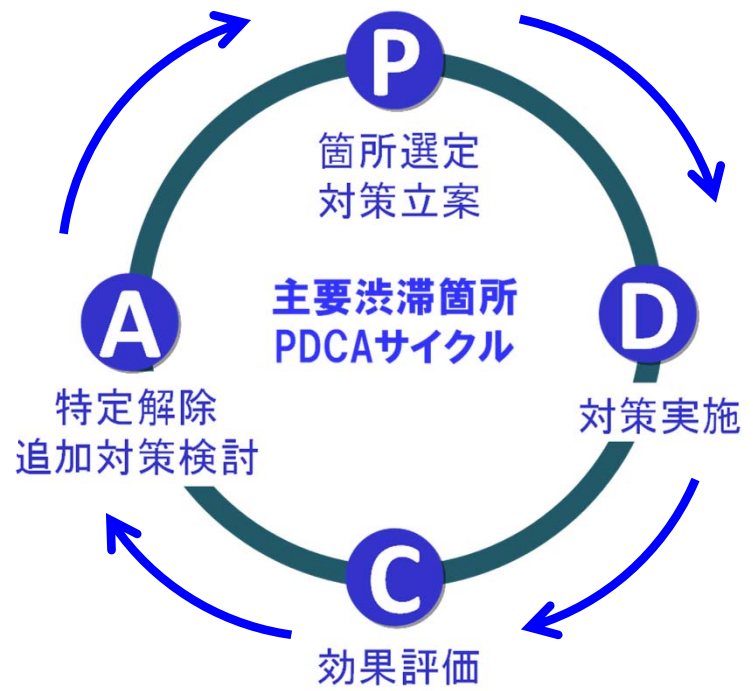 P
箇所選定
対策立案
主要渋滞箇所
PDCAサイクル
D
対策実施
C
効果評価
A
特定解除
追加対策検討